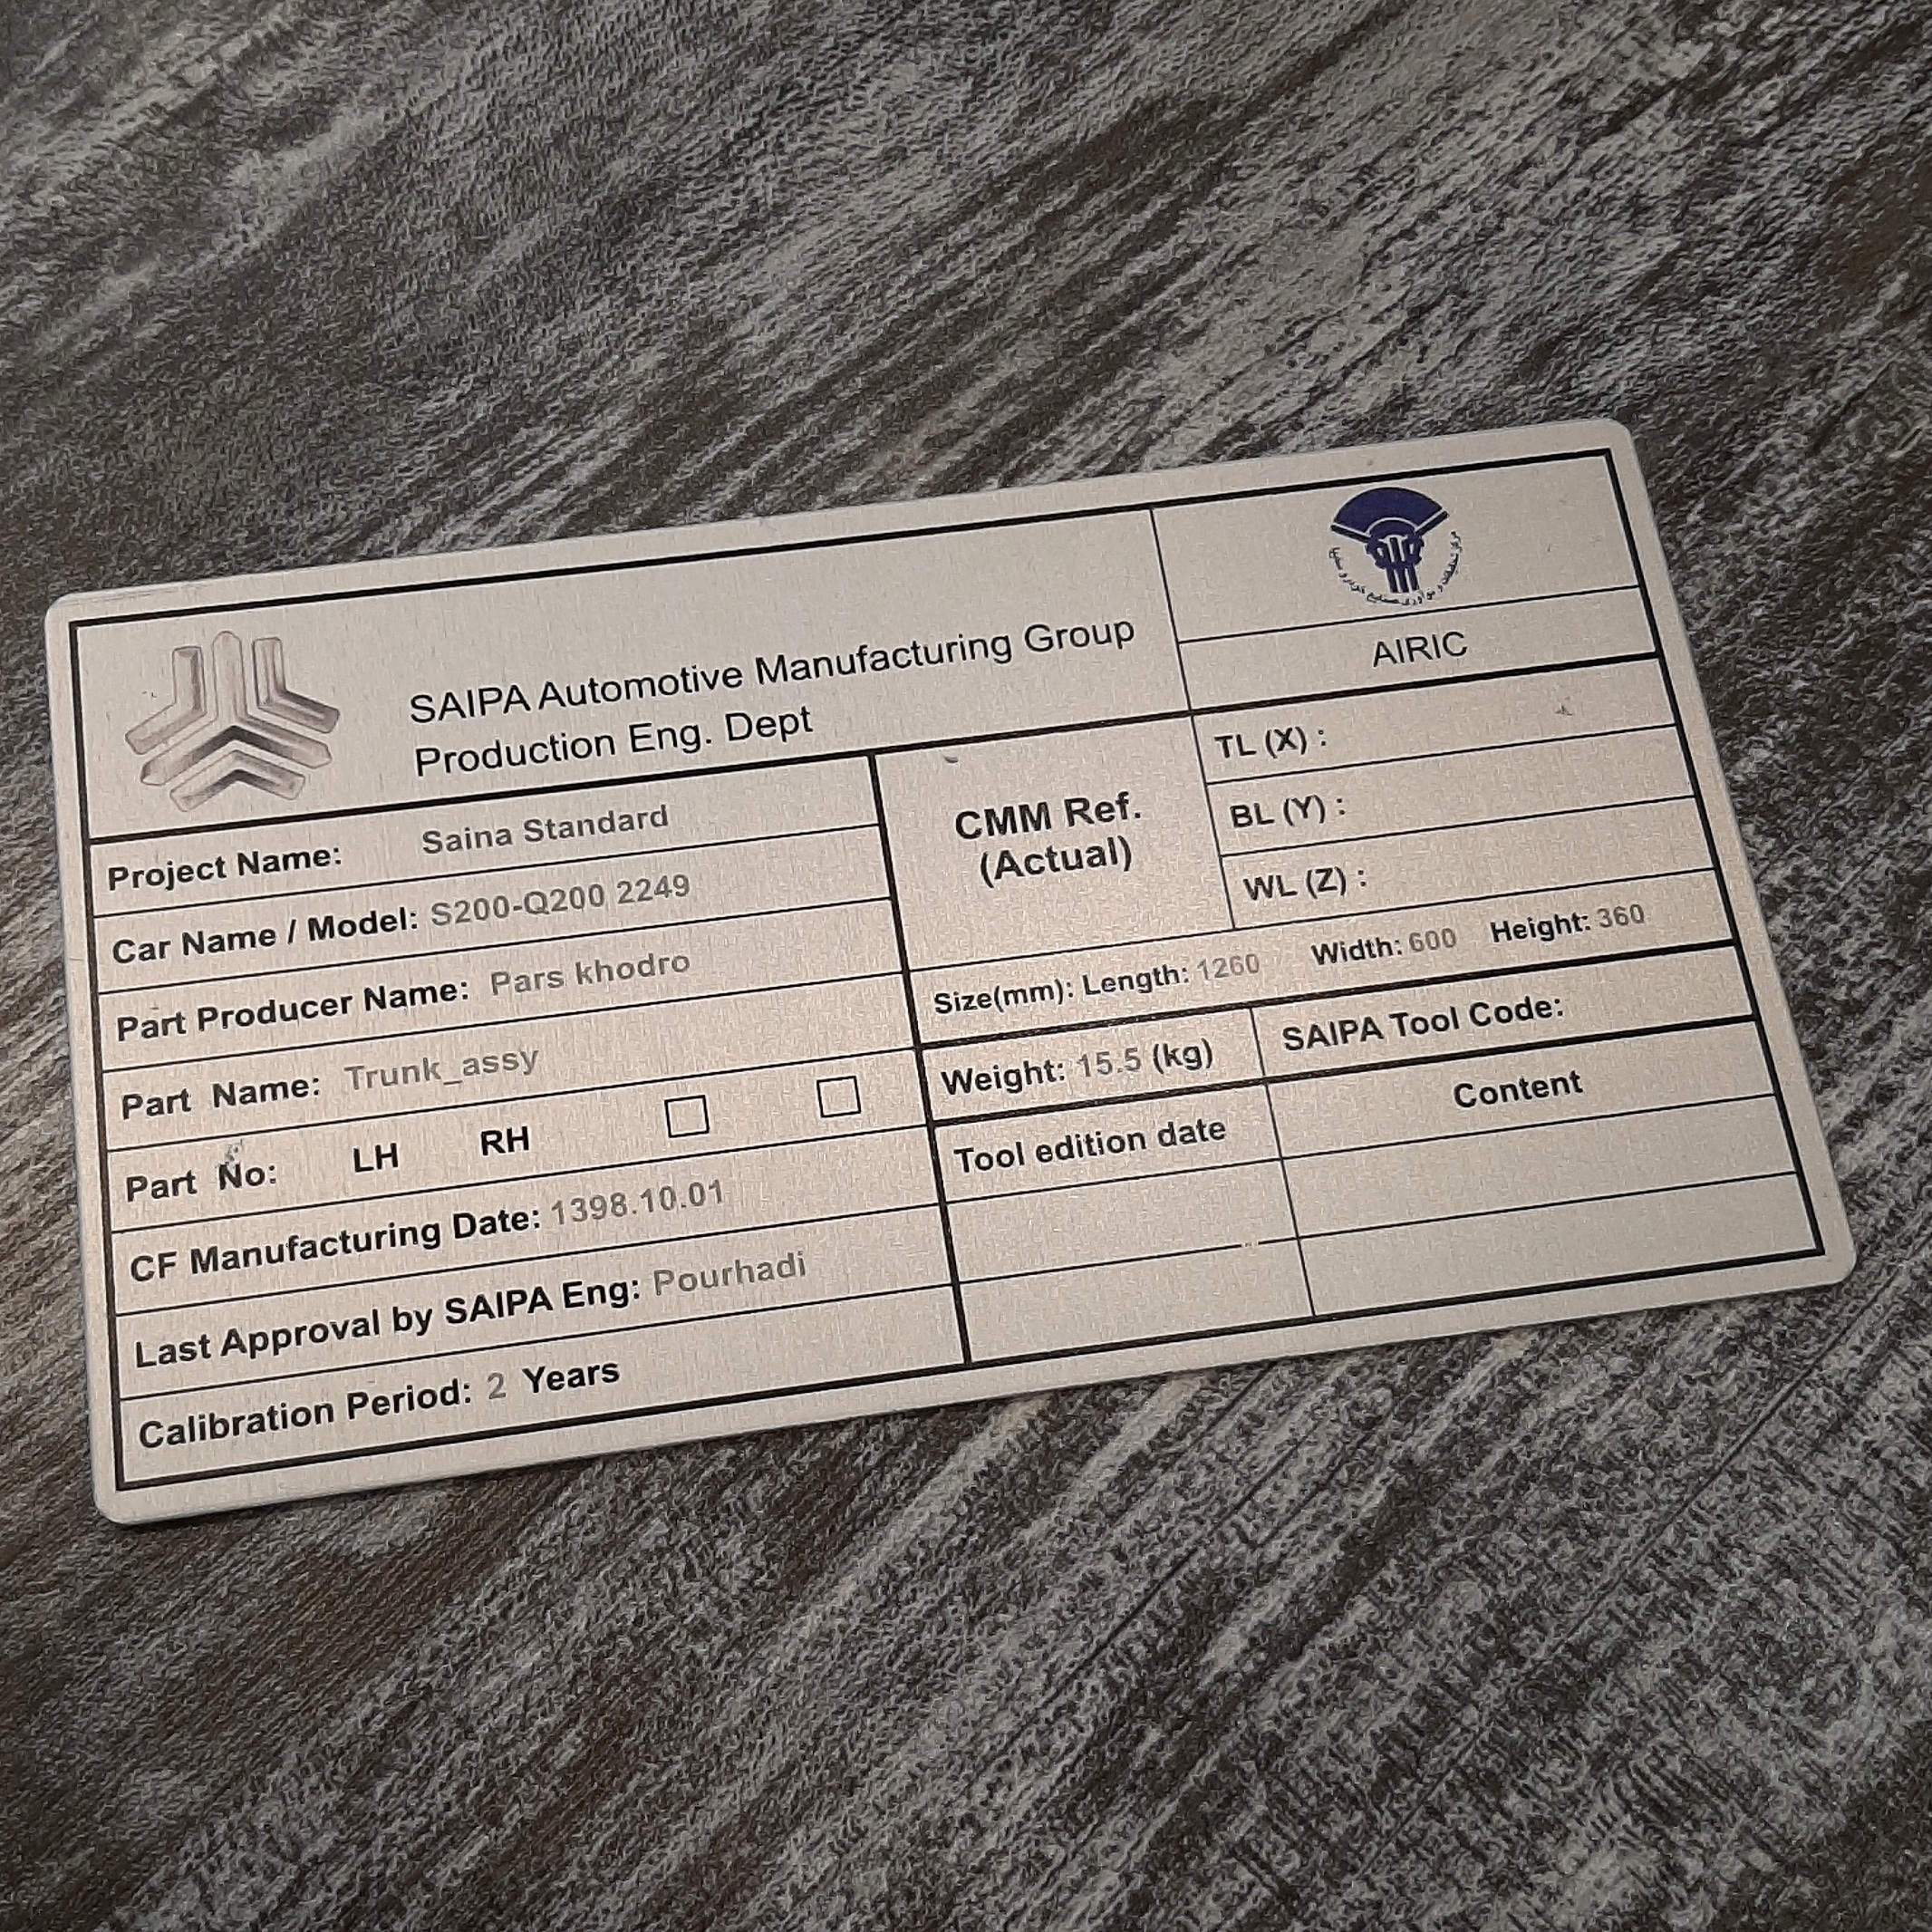 SAIPA Automotive Manufacturing Group
Production Eng. Dept
AIRIC
Project Name: Saina Standard
Car Name / Model: S200-Q200 2249
Part Producer Name: Pars khodro
Part Name: Trunk_assy
Part No: LH RH
CF Manufacturing Date: 1398.10.01
Last Approval by SAIPA Eng: Pourhadi
Calibration Period: 2 Years
CMM Ref.
(Actual)
TL (X) :
BL (Y) :
WL (Z) :
Size(mm): Length: 1260 Width: 600 Height: 360
Weight: 15.5 (kg) SAIPA Tool Code:
Tool edition date Content